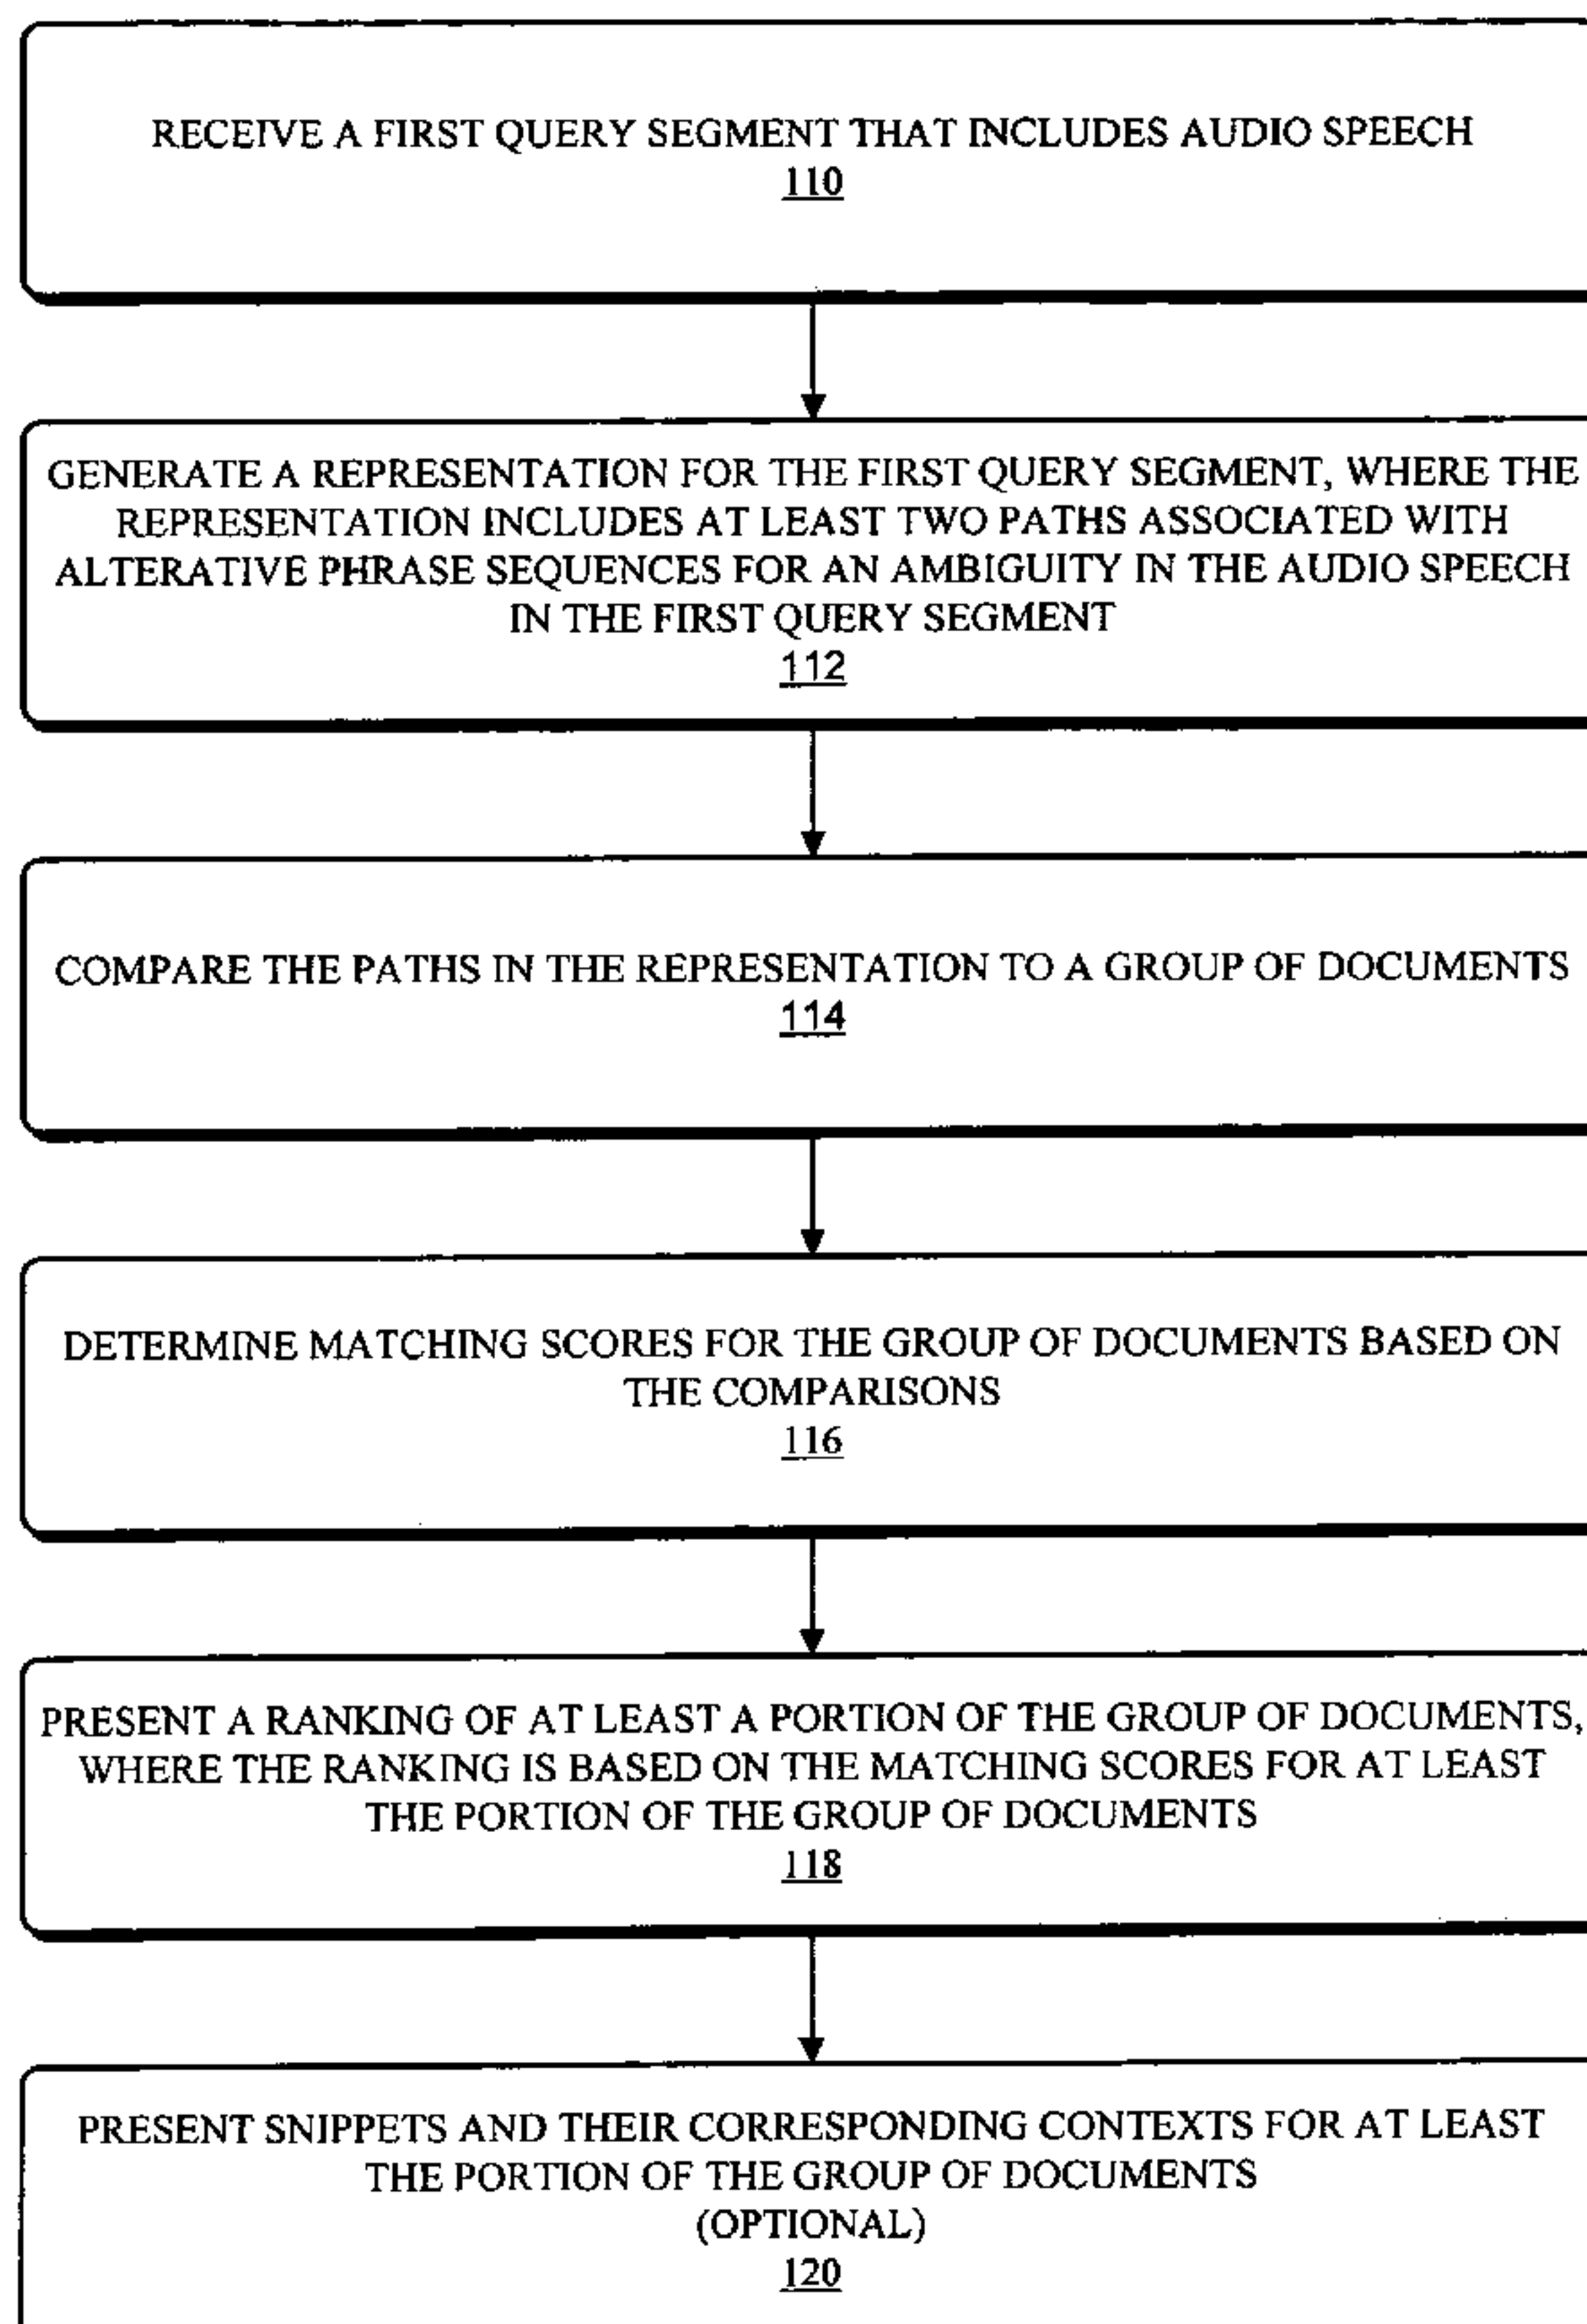 RECEIVE A FIRST QUERY SEGMENT THAT INCLUDES AUDIO SPEECH
110
GENERATE A REPRESENTATION FOR THE FIRST QUERY SEGMENT, WHERE THE
REPRESENTATION INCLUDES AT LEAST TWO PATHS ASSOCIATED WITH
ALTERATIVE PHRASE SEQUENCES FOR AN AMBIGUITY IN THE AUDIO SPEECH
IN THE FIRST QUERY SEGMENT
112
COMPARE THE PATHS IN THE REPRESENTATION TO A GROUP OF DOCUMENTS
114
DETERMINE MATCHING SCORES FOR THE GROUP OF DOCUMENTS BASED ON
THE COMPARISONS
116
PRESENT A RANKING OF AT LEAST A PORTION OF THE GROUP OF DOCUMENTS,
WHERE THE RANKING IS BASED ON THE MATCHING SCORES FOR AT LEAST
THE PORTION OF THE GROUP OF DOCUMENTS
118
PRESENT SNIPPETS AND THEIR CORRESPONDING CONTEXTS FOR AT LEAST
THE PORTION OF THE GROUP OF DOCUMENTS
(OPTIONAL)
120